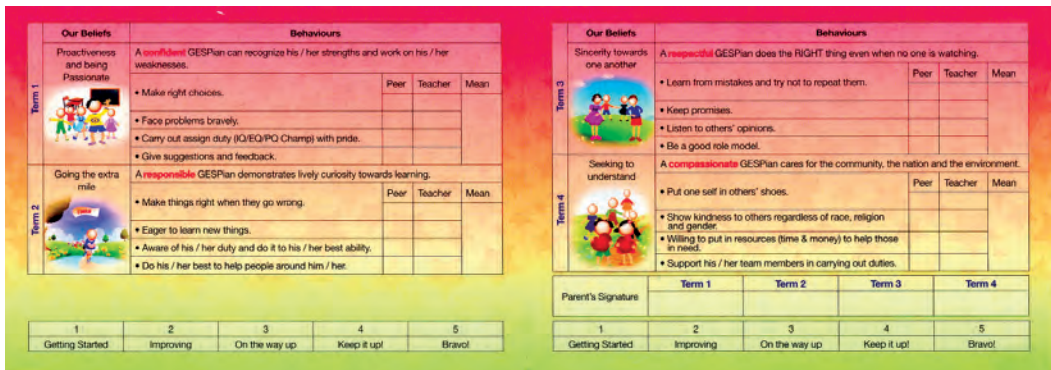 Our Beliefs Behaviours
Term 1
Proactiveness
and being
Passionate
A confident GESPian can recognize his / her strengths and work on his / her
weaknesses.
Peer Teacher Mean
• Make right choices.
• Face problems bravely.
• Carry out assign duty (IQ/EQ/PQ Champ) with pride.
• Give suggestions and feedback.
Term 2
Going the extra
mile
A responsible GESPian demonstrates lively curiosity towards learning.
Peer Teacher Mean
• Make things right when they go wrong.
• Eager to learn new things.
• Aware of his / her duty and do it to his / her best ability.
• Do his / her best to help people around him / her.
1 2 3 4 5
Getting Started Improving On the way up Keep it up! Bravo!
Our Beliefs Behaviours
Term 3
Sincerity towards
one another
A respectful GESPian does the RIGHT thing even when no one is watching.
Peer Teacher Mean
• Learn from mistakes and try not to repeat them.
• Keep promises.
• Listen to others' opinions.
• Be a good role model.
Term 4
Seeking to
understand
A compassionate GESPian cares for the community, the nation and the environment.
Peer Teacher Mean
• Put one self in others' shoes.
• Show kindness to others regardless of race, religion
and gender.
• Willing to put in resources (time & money) to help those
in need.
• Support his / her team members in carrying out duties.
Parent's Signature
Term 1 Term 2 Term 3 Term 4
1 2 3 4 5
Getting Started Improving On the way up Keep it up! Bravo!